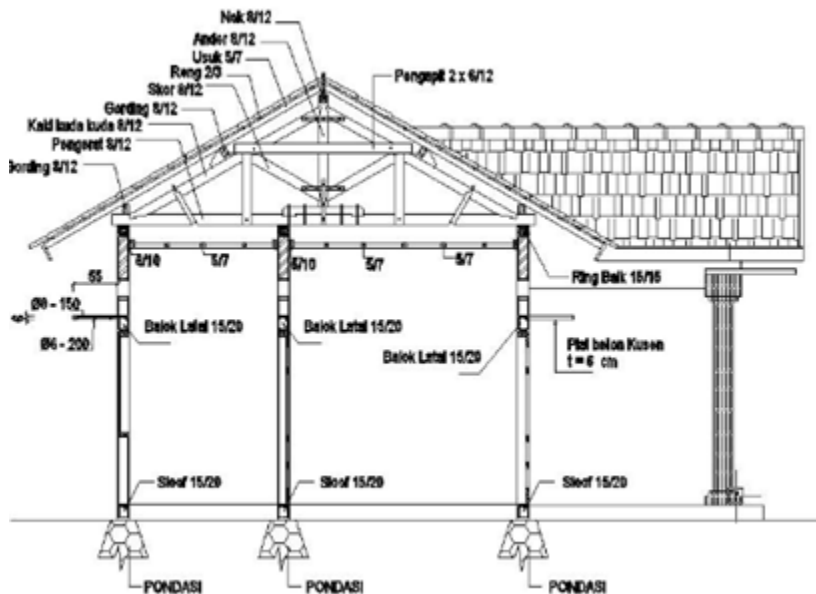 Nok 8/12
Ander 8/12
Usuk 5/7
Reng 2/3
Skor 8/12
Gording 8/12
Kaki kuda kuda 8/12
Pengeret 8/12
Gording 8/12
Pengapit 2 x 6/12
8/10
5/7
8/10
5/7
5/7
55
Ring Balk 15/15
Ø8 - 150
6
Ø6 - 200
Balok Latai 15/20
Balok Latai 15/20
Balok Latai 15/20
Plat beton Kusen
t = 6 cm
Sloof 15/20
Sloof 15/20
Sloof 15/20
PONDASI
PONDASI
PONDASI